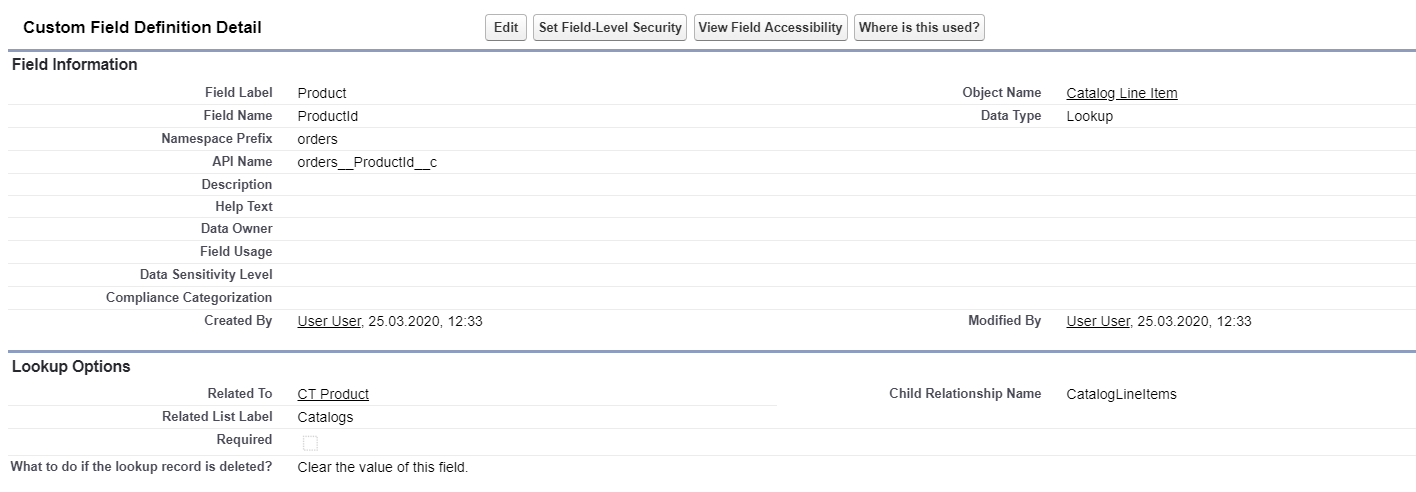 Custom Field Definition Detail Edit Set Field-Level Security View Field Accessibility Where is this used?
Field Information
Field Label Product Object Name Catalog Line Item
Field Name ProductId Data Type Lookup
Namespace Prefix orders
API Name orders__ProductId__c
Description
Help Text
Data Owner
Field Usage
Data Sensitivity Level
Compliance Categorization
Created By User User, 25.03.2020, 12:33 Modified By User User, 25.03.2020, 12:33
Lookup Options
Related To CT Product Child Relationship Name CatalogLineItems
Related List Label Catalogs
Required
What to do if the lookup record is deleted? Clear the value of this field.